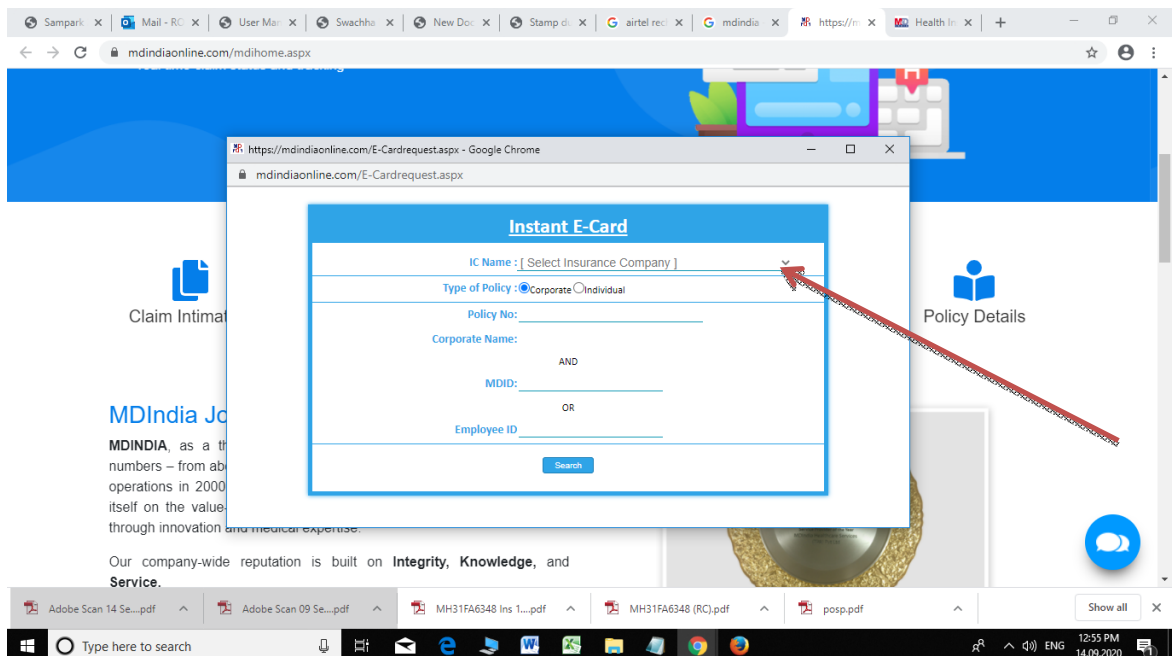 Sampark
Mail - RC
User Man
Swachha
New Doc
Stamp du
airtel rech
mdindia
https://m
Health In
mdindiaonline.com/mdihome.aspx
https://mdindiaonline.com/E-Cardrequest.aspx - Google Chrome
mdindiaonline.com/E-Cardrequest.aspx
Instant E-Card
IC Name : [ Select Insurance Company ]
Type of Policy : Corporate Individual
Policy No:
Corporate Name:
AND
MDID:
OR
Employee ID
Search
Claim Intimat
Policy Details
MDIndia Jo
MDINDIA, as a th
numbers – from abo
operations in 2000
itself on the value-
through innovation and medical expertise.
Our company-wide reputation is built on Integrity, Knowledge, and
Service.
Adobe Scan 14 Se....pdf
Adobe Scan 09 Se....pdf
MH31FA6348 Ins 1....pdf
MH31FA6348 (RC).pdf
posp.pdf
Show all
Type here to search
ENG
12:55 PM
14.09.2020